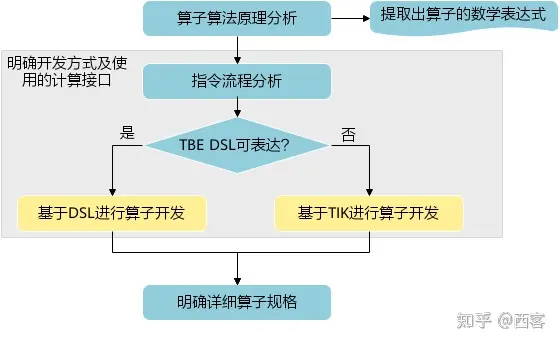 算子算法原理分析
提取出算子的数学表达式
明确开发方式及使
用的计算接口
指令流程分析
是
TBE DSL可表达?
否
基于DSL进行算子开发
基于TIK进行算子开发
明确详细算子规格
知乎 @西客